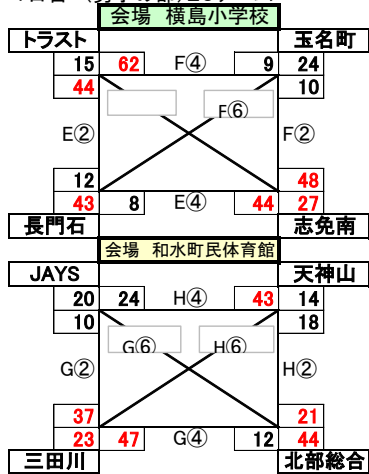 会場 横島小学校
トラスト 玉名町
15 62 F④ 9 24
44 10
F⑥
E② F②
12 48
43 8 E④ 44 27
長門石 志免南
会場 和水町民体育館
JAYS 天神山
20 24 H④ 43 14
10 18
G⑥ H⑥
G② H②
37 21
23 47 G④ 12 44
三田川 北部総合